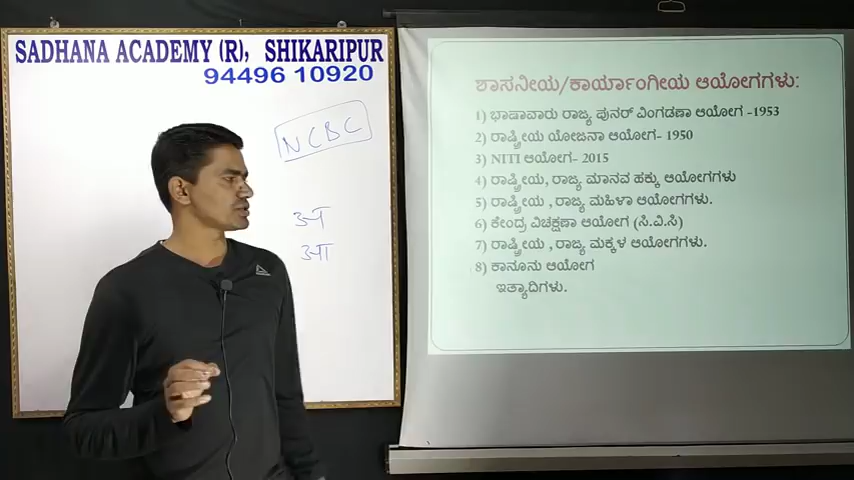 SADHANA ACADEMY (R), SHIKARIPUR
94496 10920
NCBC
अ
आ
ಶಾಸನೀಯ/ಕಾರ್ಯಾಂಗೀಯ ಆಯೋಗಗಳು:
1) ಭಾಷಾವಾರು ರಾಜ್ಯ ಪುನರ್ ವಿಂಗಡಣಾ ಆಯೋಗ -1953
2) ರಾಷ್ಟ್ರೀಯ ಯೋಜನಾ ಆಯೋಗ- 1950
3) NITI ಆಯೋಗ- 2015
4) ರಾಷ್ಟ್ರೀಯ, ರಾಜ್ಯ ಮಾನವ ಹಕ್ಕು ಆಯೋಗಗಳು
5) ರಾಷ್ಟ್ರೀಯ , ರಾಜ್ಯ ಮಹಿಳಾ ಆಯೋಗಗಳು.
6) ಕೇಂದ್ರ ವಿಚಕ್ಷಣಾ ಆಯೋಗ (ಸಿ.ವಿ.ಸಿ)
7) ರಾಷ್ಟ್ರೀಯ , ರಾಜ್ಯ ಮಕ್ಕಳ ಆಯೋಗಗಳು.
8) ಕಾನೂನು ಆಯೋಗ
ಇತ್ಯಾದಿಗಳು.